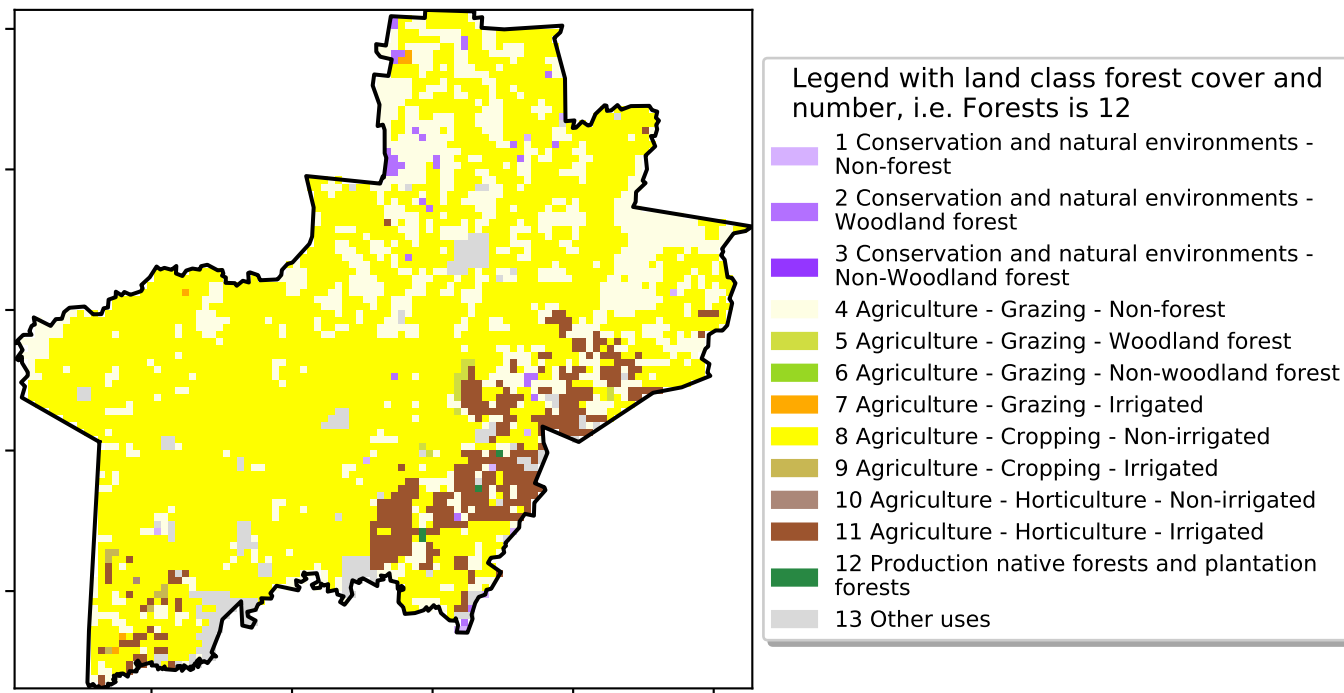 Legend with land class forest cover and
number, i.e. Forests is 12
1 Conservation and natural environments -
Non-forest
2 Conservation and natural environments -
Woodland forest
3 Conservation and natural environments -
Non-Woodland forest
4 Agriculture - Grazing - Non-forest
5 Agriculture - Grazing - Woodland forest
6 Agriculture - Grazing - Non-woodland forest
7 Agriculture - Grazing - Irrigated
8 Agriculture - Cropping - Non-irrigated
9 Agriculture - Cropping - Irrigated
10 Agriculture - Horticulture - Non-irrigated
11 Agriculture - Horticulture - Irrigated
12 Production native forests and plantation
forests
13 Other uses